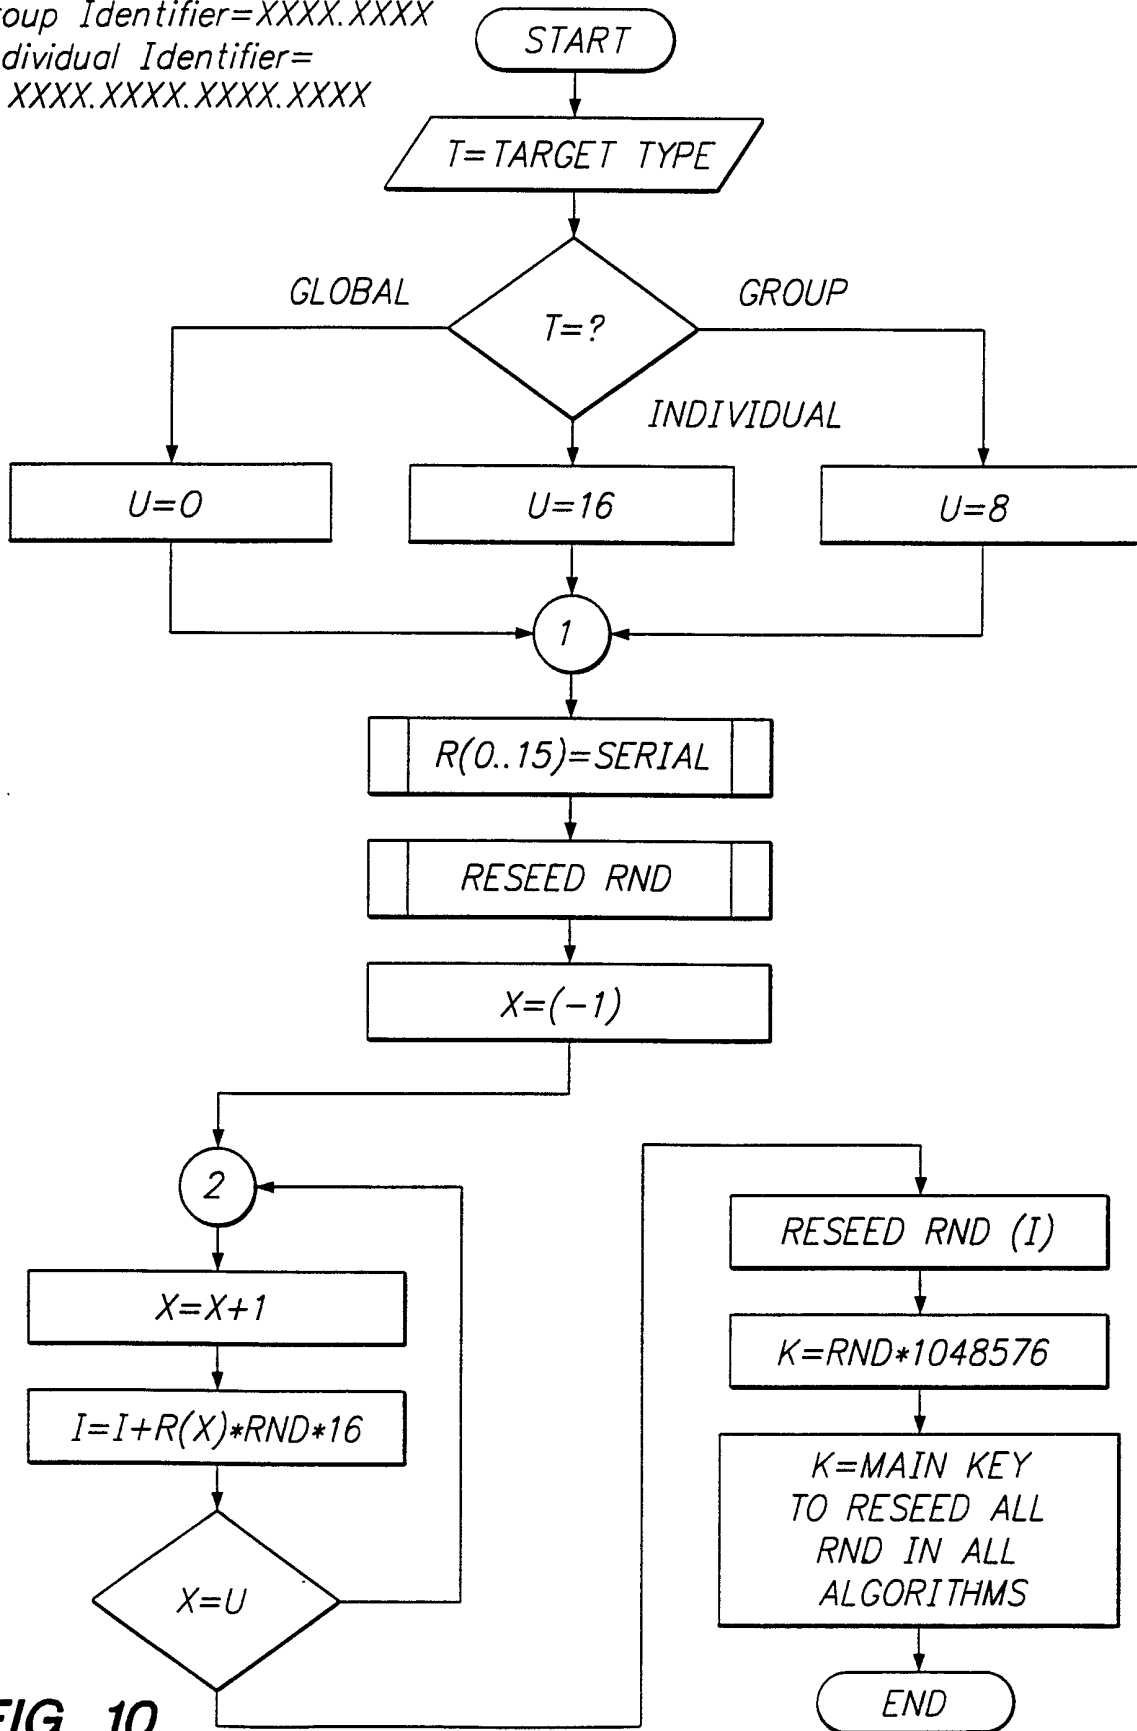 roup Identifier=XXXX.XXXX
dividual Identifier=
XXXX.XXXX.XXXX.XXXX
START
T=TARGET TYPE
GLOBAL
GROUP
T=?
INDIVIDUAL
U=0
U=16
U=8
1
R(0..15)=SERIAL
RESEED RND
X=(-1)
2
X=X+1
I=I+R(X)*RND*16
X=U
RESEED RND (I)
K=RND*1048576
K=MAIN KEY
TO RESEED ALL
RND IN ALL
ALGORITHMS
END
FIG. 10